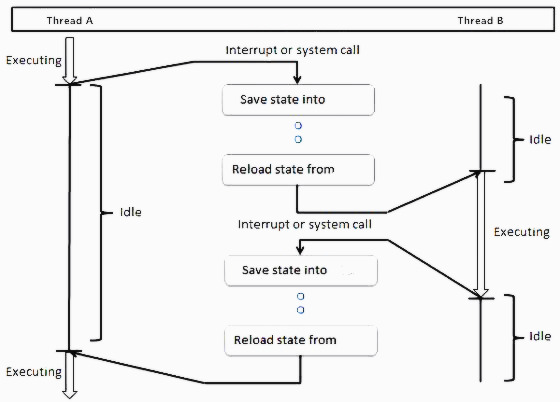 Thread A Thread B
Executing
Interrupt or system call
Save state into
Idle
Reload state from
Idle
Interrupt or system call
Executing
Save state into
Idle
Reload state from
Executing